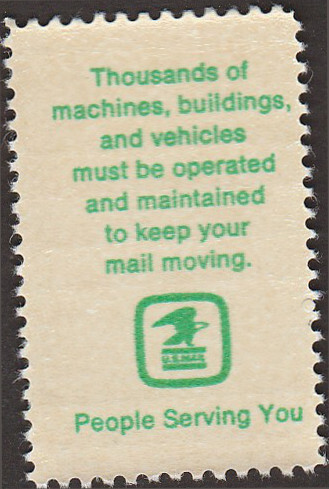 Thousands of
machines, buildings,
and vehicles
must be operated
and maintained
to keep your
mail moving.
U.S.MAIL
People Serving You